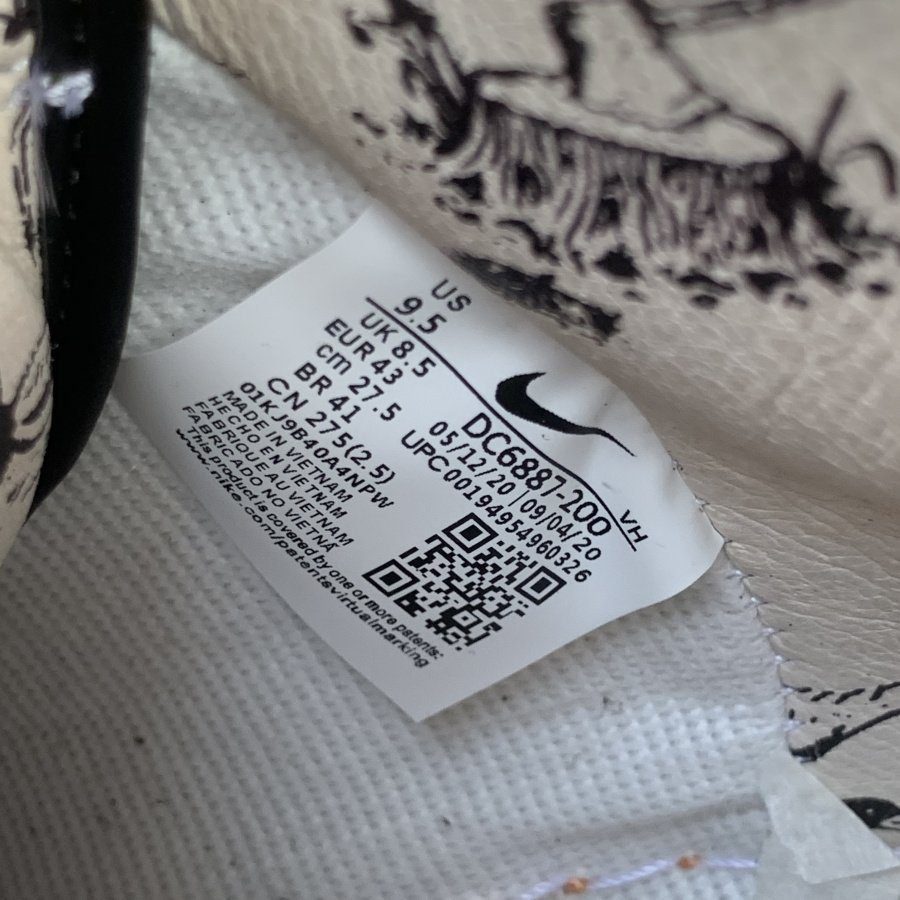 US
9.5
UK 8.5
EUR 43
cm 27.5
BR 41
CN 275(2.5)
01KJ9B40A4NPW
MADE IN VIETNAM
HECHO EN VIETNAM
FABRIQUE AU VIETNAM
FABRICADO NO VIETNÃ
This product is covered by one or more patents:
www.nike.com/patentsvirtualmarking
DC6887-200 VH
05/12/20 | 09/04/20
UPC 00194954960326